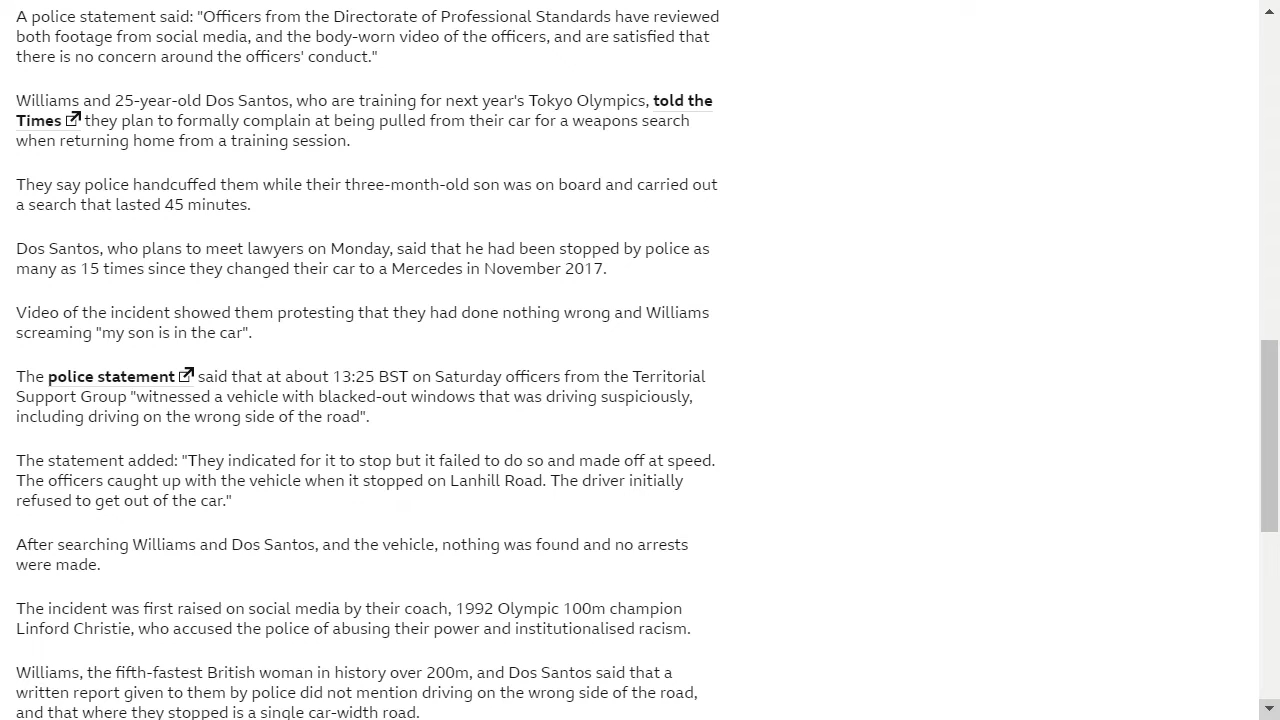 A police statement said: "Officers from the Directorate of Professional Standards have reviewed
both footage from social media, and the body-worn video of the officers, and are satisfied that
there is no concern around the officers' conduct."
Williams and 25-year-old Dos Santos, who are training for next year's Tokyo Olympics, told the
Times they plan to formally complain at being pulled from their car for a weapons search
when returning home from a training session.
They say police handcuffed them while their three-month-old son was on board and carried out
a search that lasted 45 minutes.
Dos Santos, who plans to meet lawyers on Monday, said that he had been stopped by police as
many as 15 times since they changed their car to a Mercedes in November 2017.
Video of the incident showed them protesting that they had done nothing wrong and Williams
screaming "my son is in the car".
The police statement said that at about 13:25 BST on Saturday officers from the Territorial
Support Group "witnessed a vehicle with blacked-out windows that was driving suspiciously,
including driving on the wrong side of the road".
The statement added: "They indicated for it to stop but it failed to do so and made off at speed.
The officers caught up with the vehicle when it stopped on Lanhill Road. The driver initially
refused to get out of the car."
After searching Williams and Dos Santos, and the vehicle, nothing was found and no arrests
were made.
The incident was first raised on social media by their coach, 1992 Olympic 100m champion
Linford Christie, who accused the police of abusing their power and institutionalised racism.
Williams, the fifth-fastest British woman in history over 200m, and Dos Santos said that a
written report given to them by police did not mention driving on the wrong side of the road,
and that where they stopped is a single car-width road.